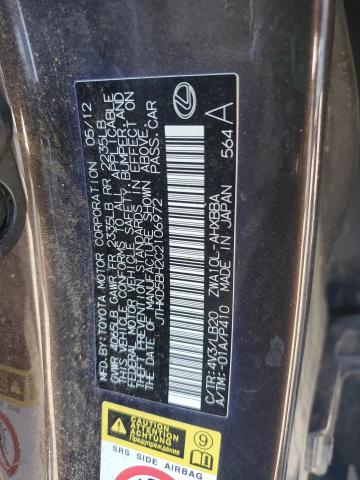 MFD.BY:TOYOTA MOTOR CORPORATION 05/12
GVWR 4065LB GAWR FR 2335LB RR 2235LB
THIS VEHICLE CONFORMS TO ALL APPLICABLE
FEDERAL MOTOR VEHICLE SAFETY, BUMPER, AND
THEFT PREVENTION STANDARDS IN EFFECT ON
THE DATE OF MANUFACTURE SHOWN ABOVE.
JTHKD5BH2C2106972 PASS.CAR
C/TR:4V3/LB20 ZWA10L-AHXBBA
A/TM:-01A/P410 MADE IN JAPAN 564 A
CAUTION
ATTENTION
ACHTUNG
SRS SIDE AIRBAG